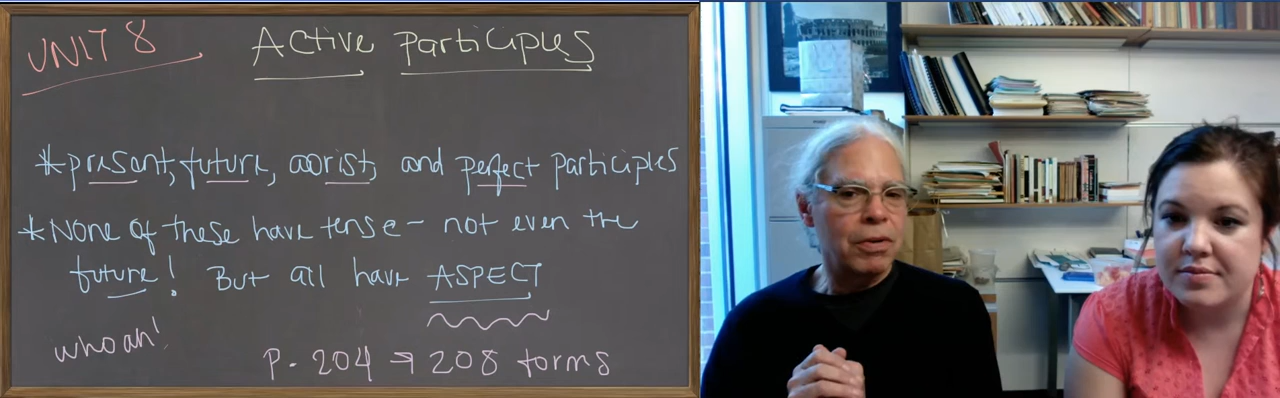 UNIT 8
Active Participles
* present, future, aorist, and perfect participles
* None of these have tense - not even the
future! But all have ASPECT
whoah!
P. 204 → 208 forms